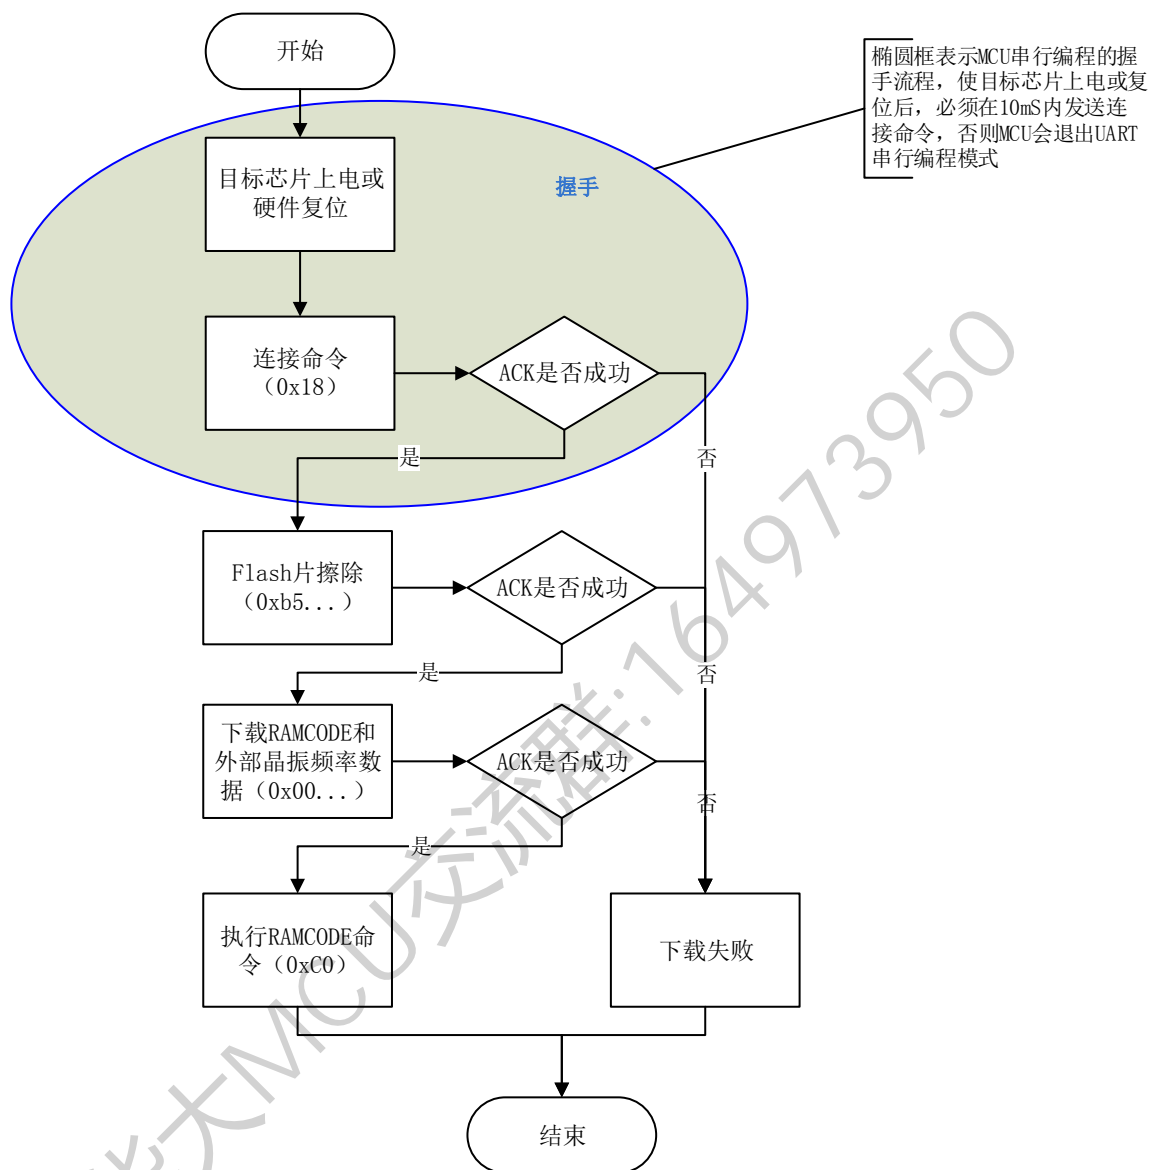 开始
椭圆框表示MCU串行编程的握
手流程，使目标芯片上电或复
位后，必须在10mS内发送连
接命令，否则MCU会退出UART
串行编程模式
目标芯片上电或
硬件复位
握手
连接命令
（0x18）
ACK是否成功
是
否
Flash片擦除
（0xb5...）
ACK是否成功
是
否
下载RAMCODE和
外部晶振频率数
据（0x00...）
ACK是否成功
否
是
执行RAMCODE命
令（0xC0）
下载失败
结束
华大MCU交流群:164973950